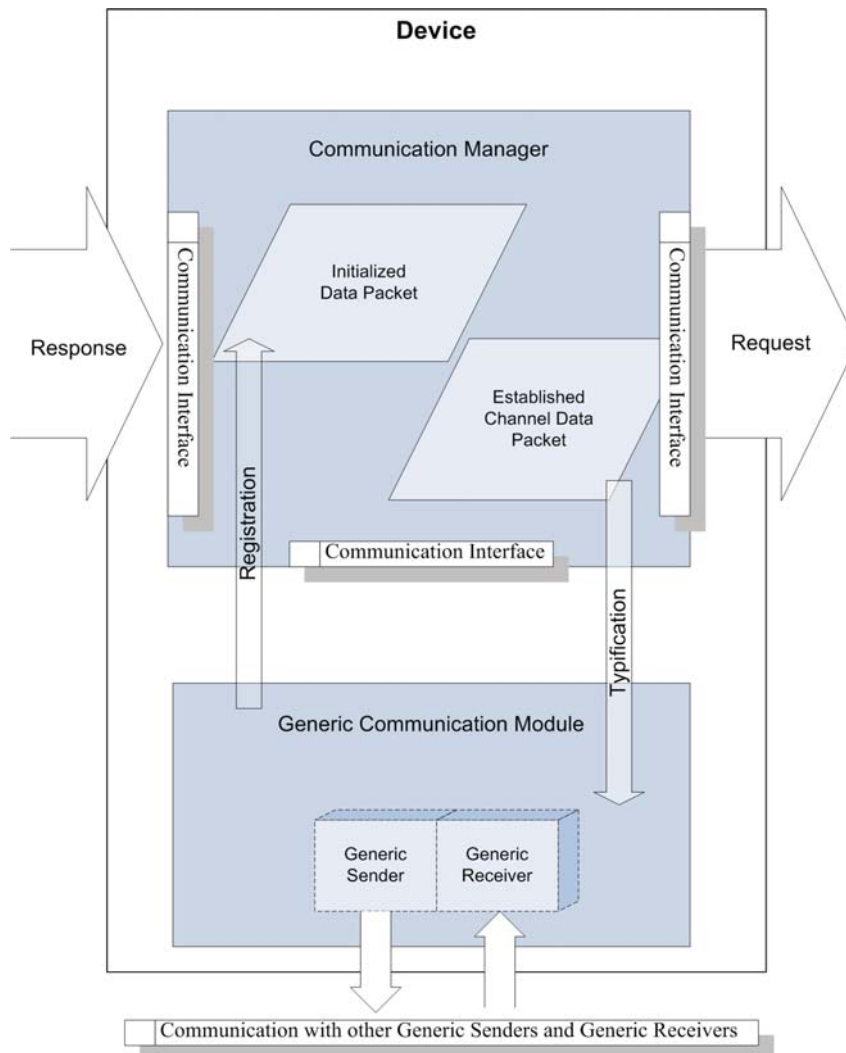 Device
Communication Manager
Initialized
Data Packet
Communication Interface
Communication Interface
Response
Request
Established
Channel Data
Packet
Registration
Communication Interface
Typification
Generic Communication Module
Generic
Sender
Generic
Receiver
Communication with other Generic Senders and Generic Receivers